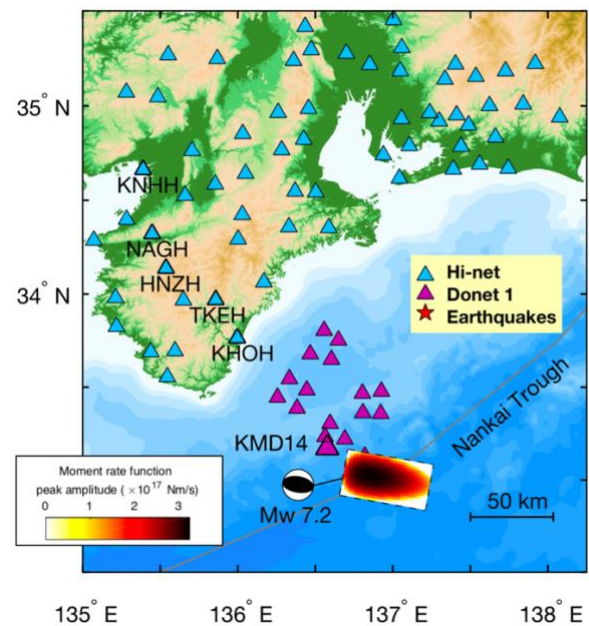 35° N
KNHH
NAGH
HNZH
34° N
TKEH
KHOH
Hi-net
Donet 1
Earthquakes
Nankai Trough
KMD14
Moment rate function
peak amplitude ( ×10¹⁷ Nm/s)
0 1 2 3
Mw 7.2
50 km
135° E 136° E 137° E 138° E